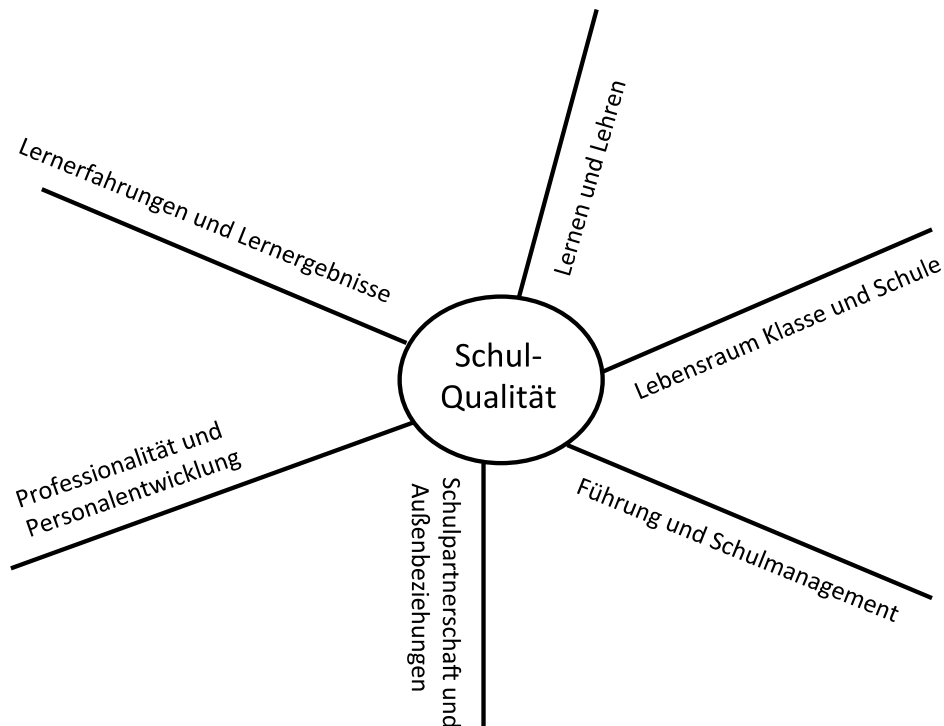 Lernen und Lehren
Lernerfahrungen und Lernergebnisse
Lebensraum Klasse und Schule
Schul-
Qualität
Professionalität und
Personalentwicklung
Schulpartnerschaft und
Außenbeziehungen
Führung und Schulmanagement